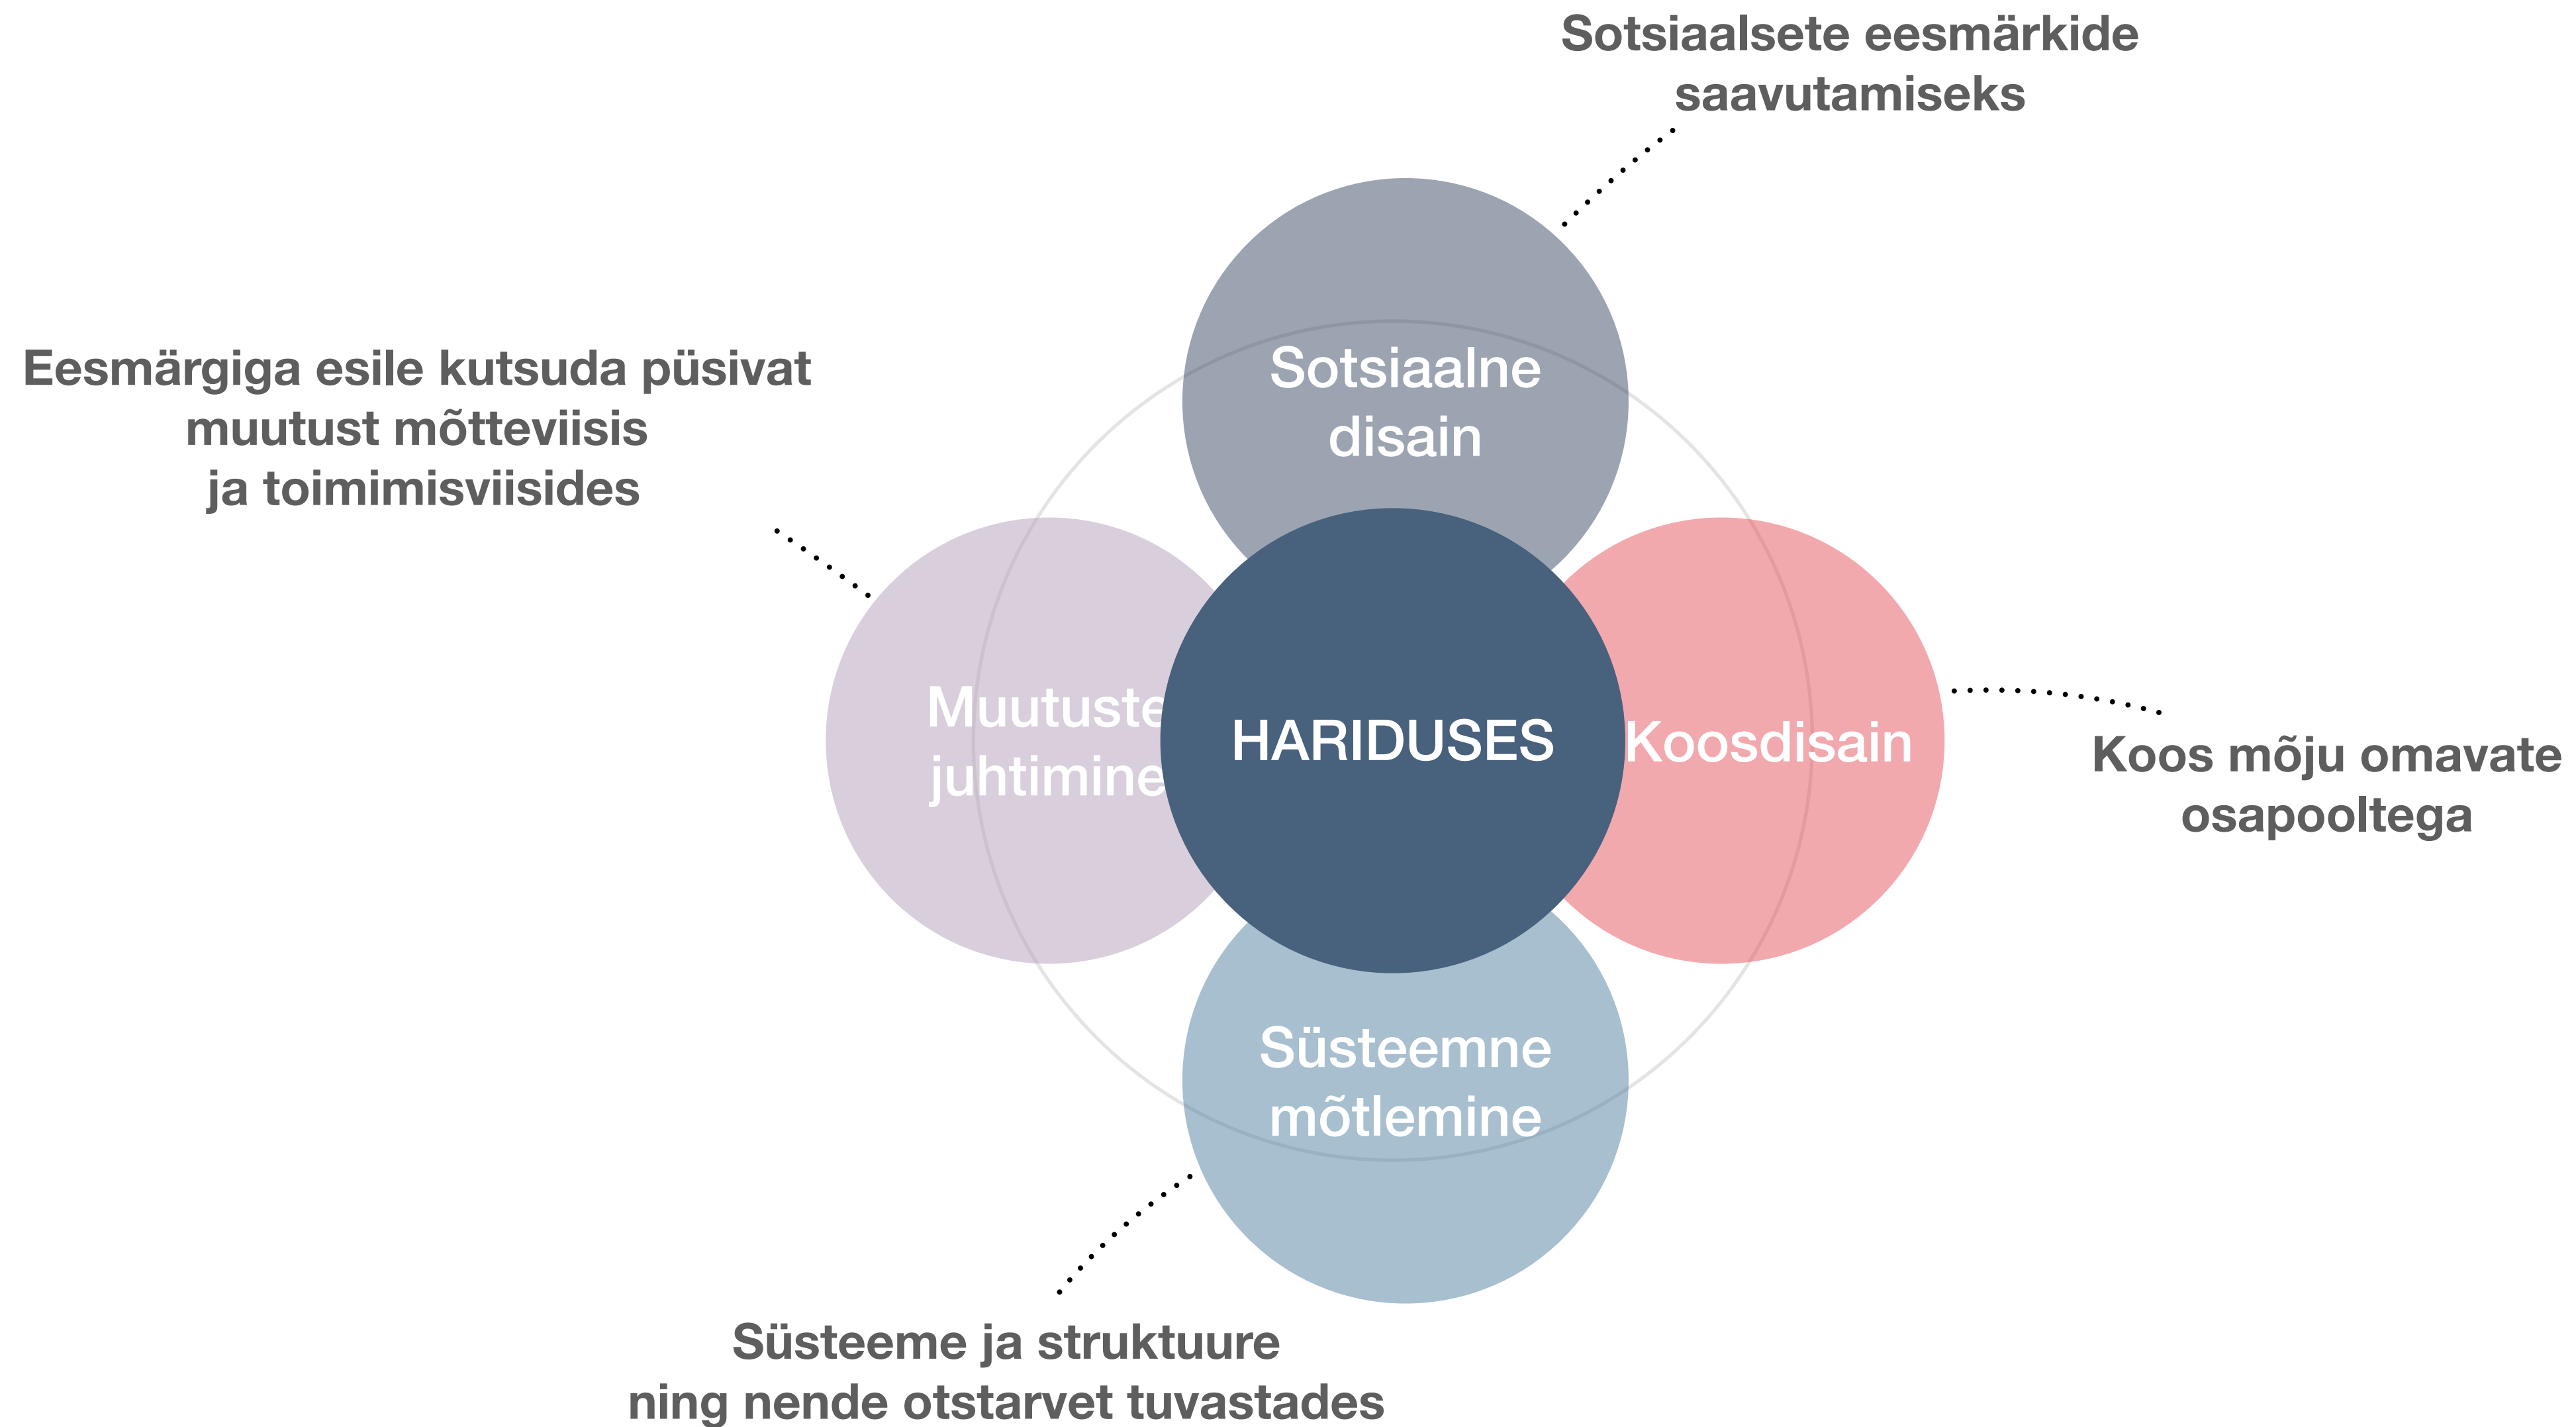 Sotsiaalsete eesmärkide
saavutamiseks
Eesmärgiga esile kutsuda püsivat
muutust mõtteviisis
ja toimimisviisides
Sotsiaalne
disain
Muutuste
juhtimine
HARIDUSES
Koosdisain
Koos mõju omavate
osapooltega
Süsteemne
mõtlemine
Süsteeme ja struktuure
ning nende otstarvet tuvastades